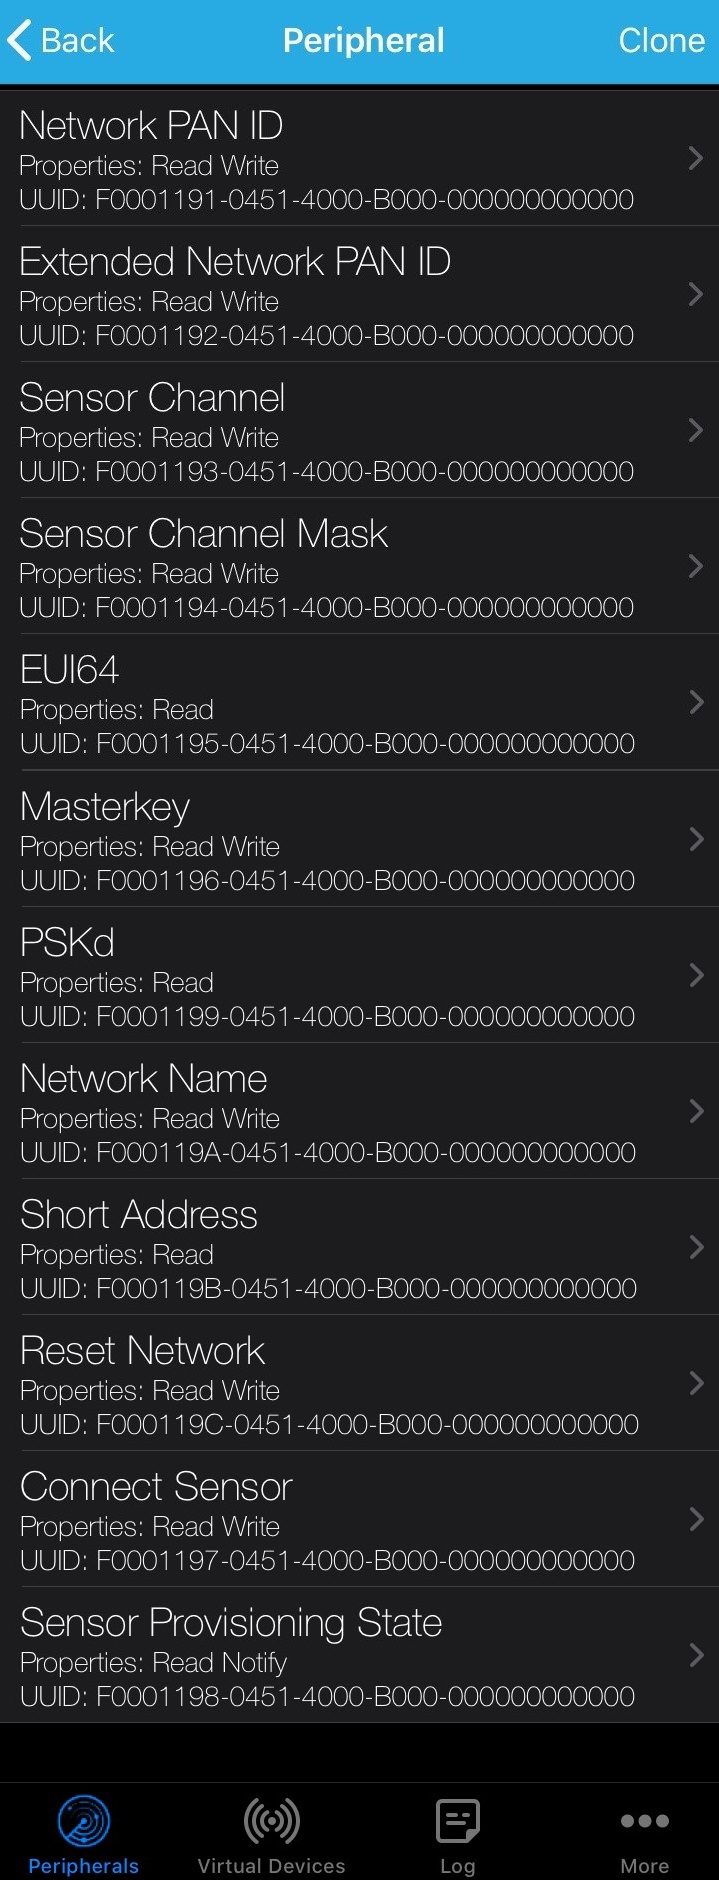 Back Peripheral Clone
Network PAN ID
Properties: Read Write
UUID: F0001191-0451-4000-B000-000000000000
Extended Network PAN ID
Properties: Read Write
UUID: F0001192-0451-4000-B000-000000000000
Sensor Channel
Properties: Read Write
UUID: F0001193-0451-4000-B000-000000000000
Sensor Channel Mask
Properties: Read Write
UUID: F0001194-0451-4000-B000-000000000000
EUI64
Properties: Read
UUID: F0001195-0451-4000-B000-000000000000
Masterkey
Properties: Read Write
UUID: F0001196-0451-4000-B000-000000000000
PSKd
Properties: Read
UUID: F0001199-0451-4000-B000-000000000000
Network Name
Properties: Read Write
UUID: F000119A-0451-4000-B000-000000000000
Short Address
Properties: Read
UUID: F000119B-0451-4000-B000-000000000000
Reset Network
Properties: Read Write
UUID: F000119C-0451-4000-B000-000000000000
Connect Sensor
Properties: Read Write
UUID: F0001197-0451-4000-B000-000000000000
Sensor Provisioning State
Properties: Read Notify
UUID: F0001198-0451-4000-B000-000000000000
Peripherals Virtual Devices Log More